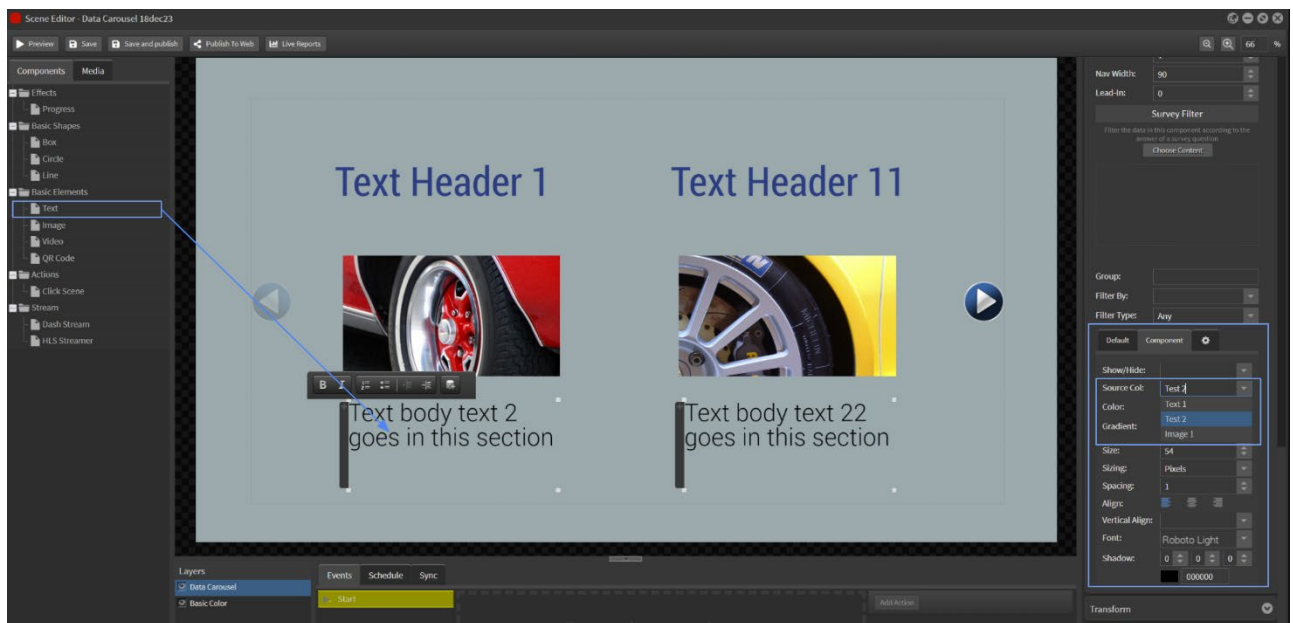 Scene Editor - Data Carousel 18dec23
Preview Save Save and publish Publish To Web Live Reports 66 %
Components Media
Effects
Progress
Basic Shapes
Box
Circle
Line
Basic Elements
Text
Image
Video
QR Code
Actions
Click Scene
Stream
Dash Stream
HLS Streamer
Text Header 1
Text Header 11
B I
Text body text 2
goes in this section
Text body text 22
goes in this section
Layers
Data Carousel
Basic Color
Events Schedule Sync
Start
Add Action
Nav Width: 90
Lead-In: 0
Survey Filter
Filter the data in this component according to the
answer of a survey question
Choose Content
Group:
Filter By:
Filter Type: Any
Default Component
Show/Hide:
Source Col: Test 2
Color: Text 1
Test 2
Gradient:
Image 1
Size: 54
Sizing: Pixels
Spacing: 1
Align:
Vertical Align:
Font: Roboto Light
Shadow: 0 0 0
000000
Transform